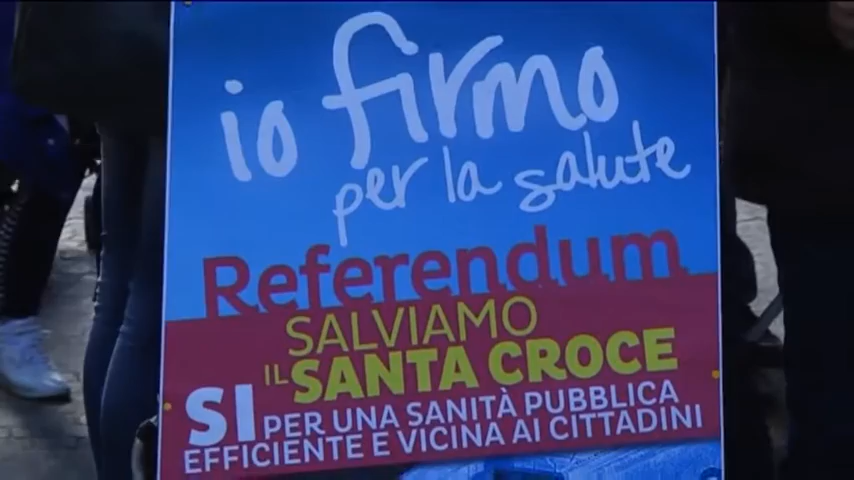 io firmo
per la salute
Referendum
SALVIAMO
IL SANTA CROCE
SI PER UNA SANITÀ PUBBLICA
EFFICIENTE E VICINA AI CITTADINI